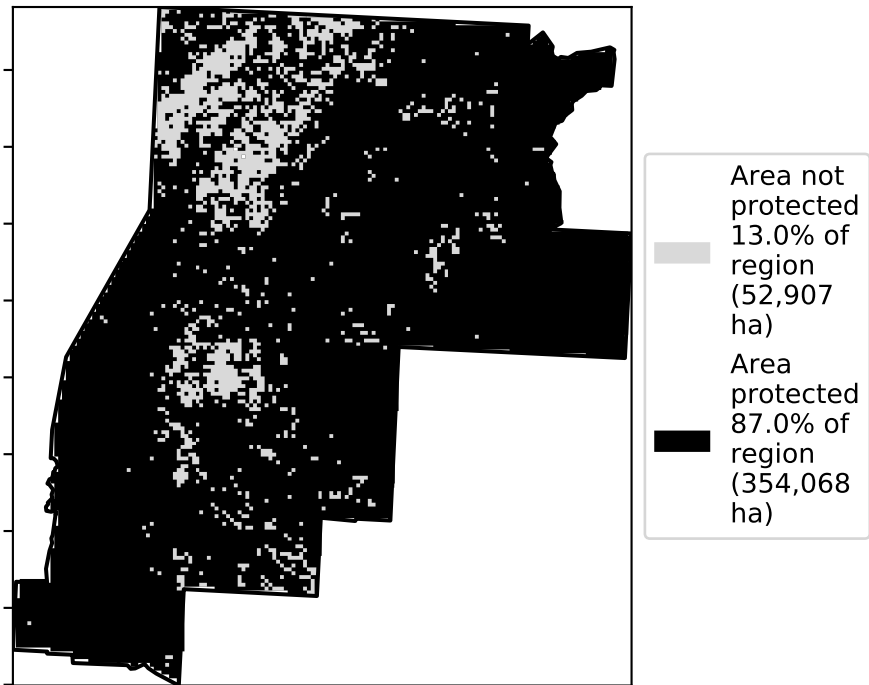 Area not
protected
13.0% of
region
(52,907
ha)
Area
protected
87.0% of
region
(354,068
ha)